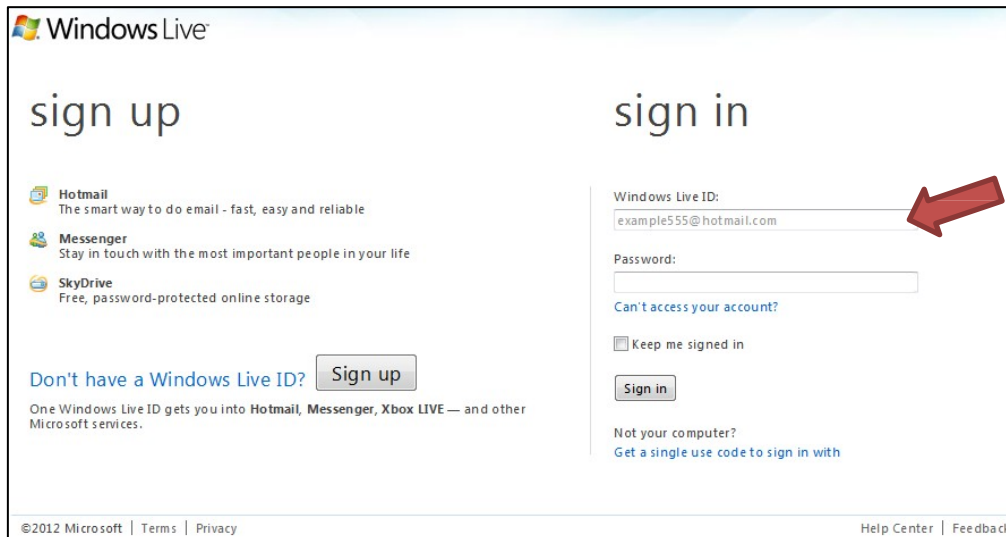 Windows Live
sign up
Hotmail
The smart way to do email - fast, easy and reliable
Messenger
Stay in touch with the most important people in your life
SkyDrive
Free, password-protected online storage
Don't have a Windows Live ID? Sign up
One Windows Live ID gets you into Hotmail, Messenger, Xbox LIVE — and other
Microsoft services.
sign in
Windows Live ID:
example555@hotmail.com
Password:
Can't access your account?
Keep me signed in
Sign in
Not your computer?
Get a single use code to sign in with
©2012 Microsoft | Terms | Privacy
Help Center | Feedback